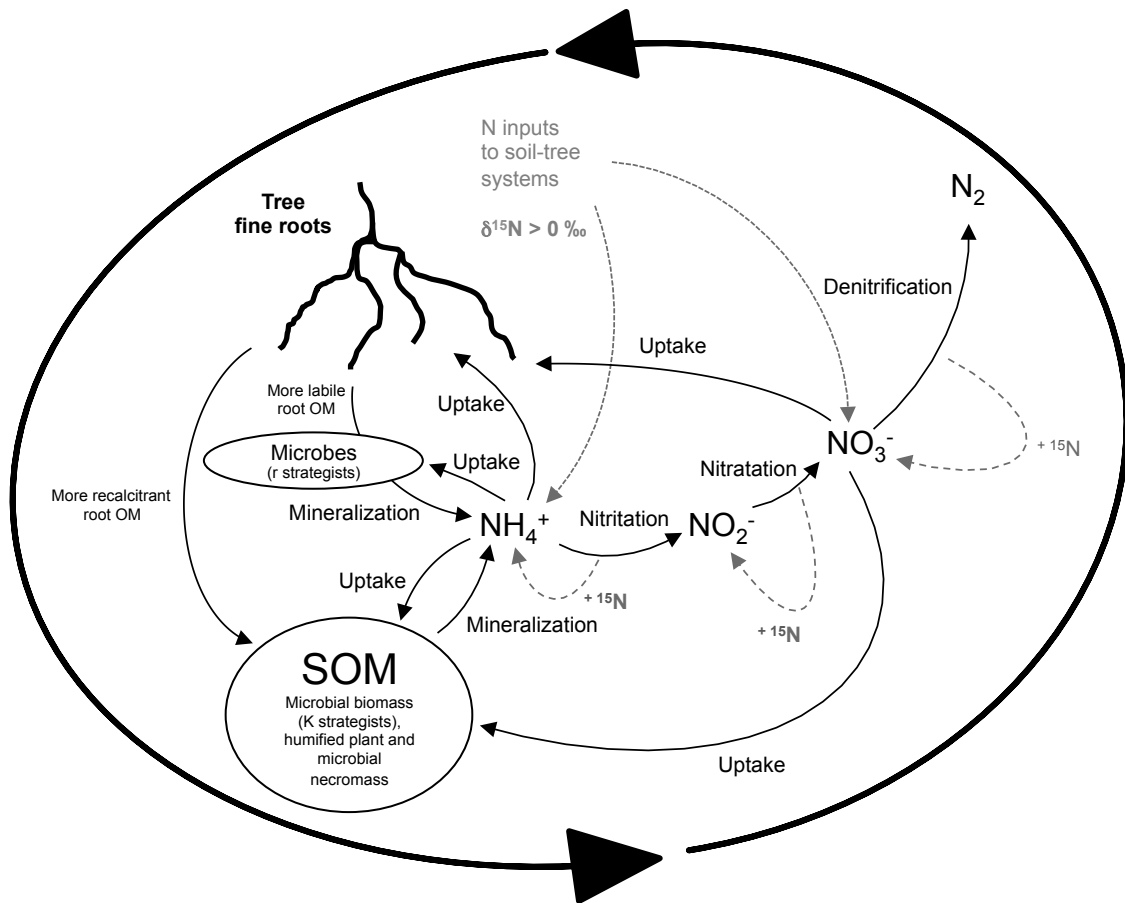 N inputs
to soil-tree
systems
δ¹⁵N > 0 ‰
N₂
Tree
fine roots
Denitrification
Uptake
More labile
root OM
Uptake
Microbes
(r strategists)
Uptake
NO₃⁻
+ ¹⁵N
Nitratation
More recalcitrant
root OM
Mineralization
NH₄⁺
Nitritation
NO₂⁻
Uptake
+ ¹⁵N
Mineralization
+ ¹⁵N
SOM
Microbial biomass
(K strategists),
humified plant and
microbial
necromass
Uptake